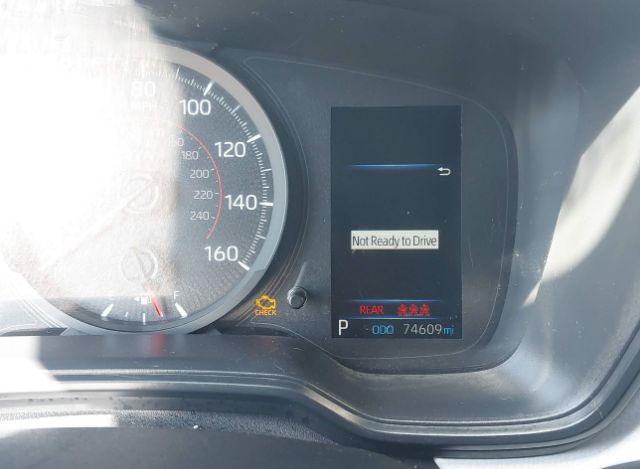 80
MPH
100
120
140
160
160
180
200
220
240
F
CHECK
Not Ready to Drive
REAR
P ODO 74609 mi